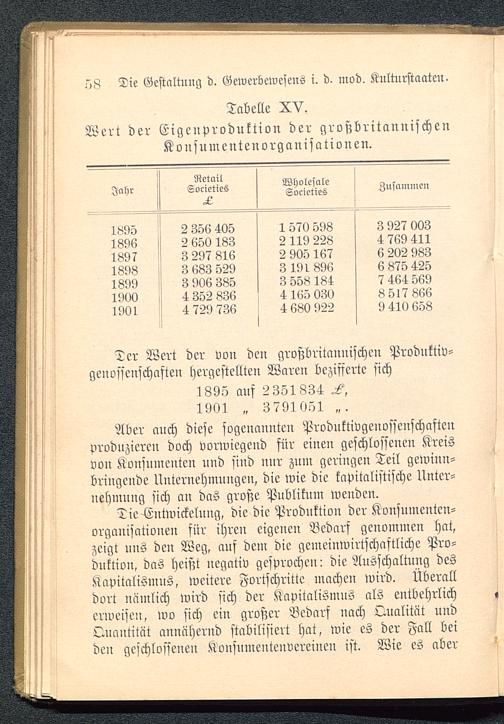 58 Die Gestaltung d. Gewerbewesens i. d. mod. Kulturstaaten.
Tabelle XV.
Wert der Eigenproduktion der großbritannischen
Konsumentenorganisationen.
Jahr | Retail Societies £ | Wholesale Societies | Zusammen
1895 2 356 405 1 570 598 3 927 003
1896 2 650 183 2 119 228 4 769 411
1897 3 297 816 2 905 167 6 202 983
1898 3 683 529 3 191 896 6 875 425
1899 3 906 385 3 558 184 7 464 569
1900 4 352 836 4 165 030 8 517 866
1901 4 729 736 4 680 922 9 410 658
Der Wert der von den großbritannischen Produktiv-
genossenschaften hergestellten Waren bezifferte sich
1895 auf 2 351 834 £,
1901 „ 3 791 051 „.
Aber auch diese sogenannten Produktivgenossenschaften
produzieren doch vorwiegend für einen geschlossenen Kreis
von Konsumenten und sind nur zum geringen Teil gewinn-
bringende Unternehmungen, die wie die kapitalistische Unter-
nehmung sich an das große Publikum wenden.
Die Entwickelung, die die Produktion der Konsumenten-
organisationen für ihren eigenen Bedarf genommen hat,
zeigt uns den Weg, auf dem die gemeinwirtschaftliche Pro-
duktion, das heißt negativ gesprochen: die Ausschaltung des
Kapitalismus, weitere Fortschritte machen wird. Überall
dort nämlich wird sich der Kapitalismus als entbehrlich
erweisen, wo sich ein großer Bedarf nach Qualität und
Quantität annähernd stabilisiert hat, wie es der Fall bei
den geschlossenen Konsumentenvereinen ist. Wie es aber